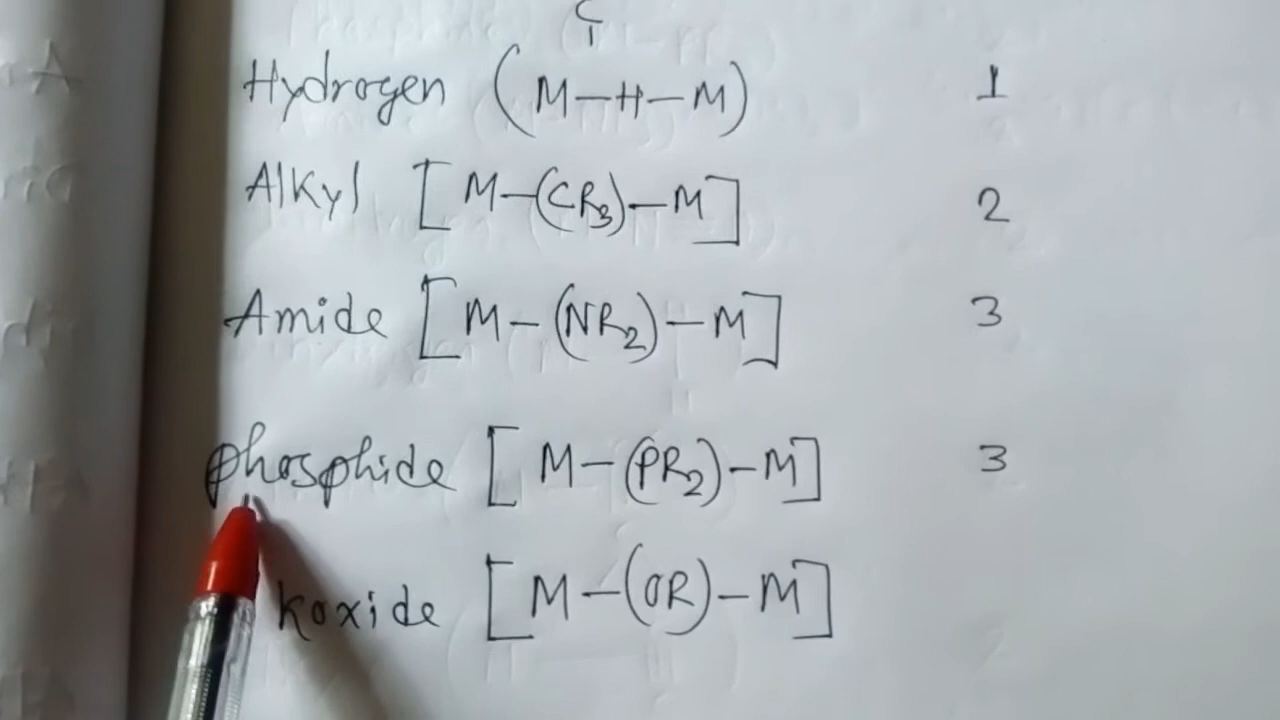 Hydrogen (M-H-M) 1
Alkyl [M-(CR₃)-M] 2
Amide [M-(NR₂)-M] 3
phosphide [M-(PR₂)-M] 3
koxide [M-(OR)-M]